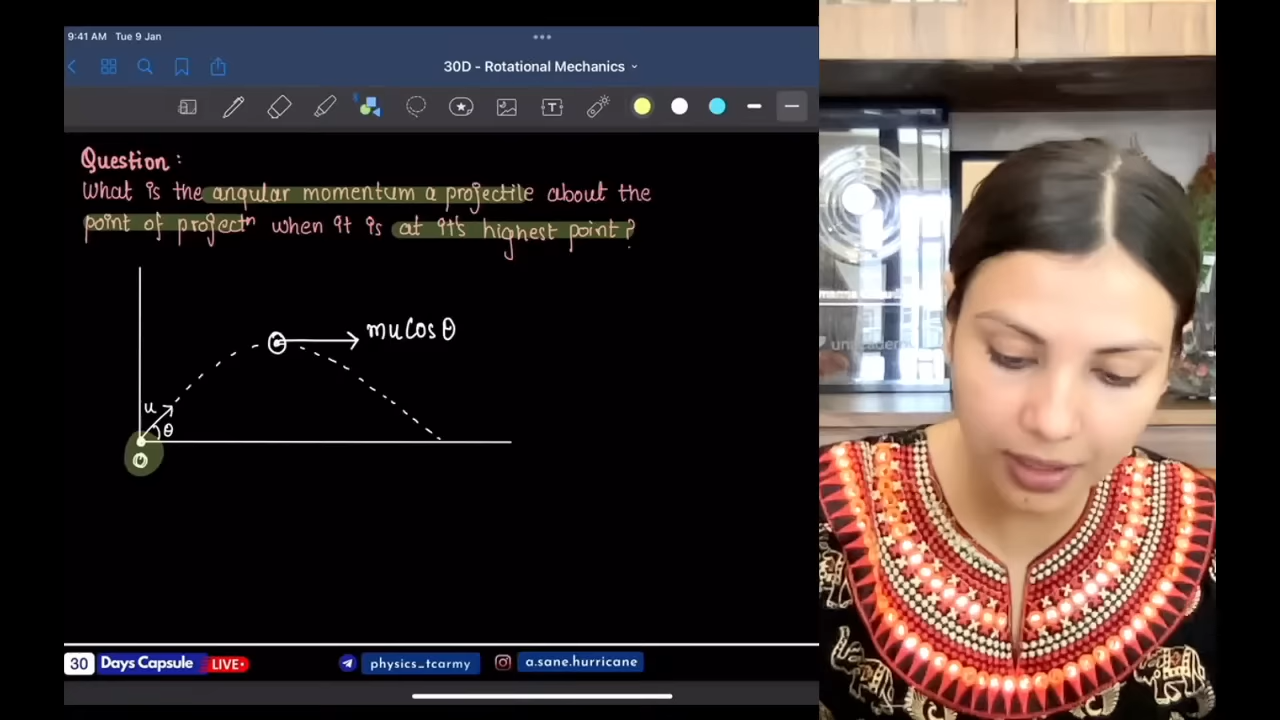 9:41 AM Tue 9 Jan
30D - Rotational Mechanics
Question :
What is the angular momentum a projectile about the
point of projectⁿ when it is at it's highest point?
mu cos θ
u
θ
O
30 Days Capsule LIVE
physics_tcarmy
a.sane.hurricane